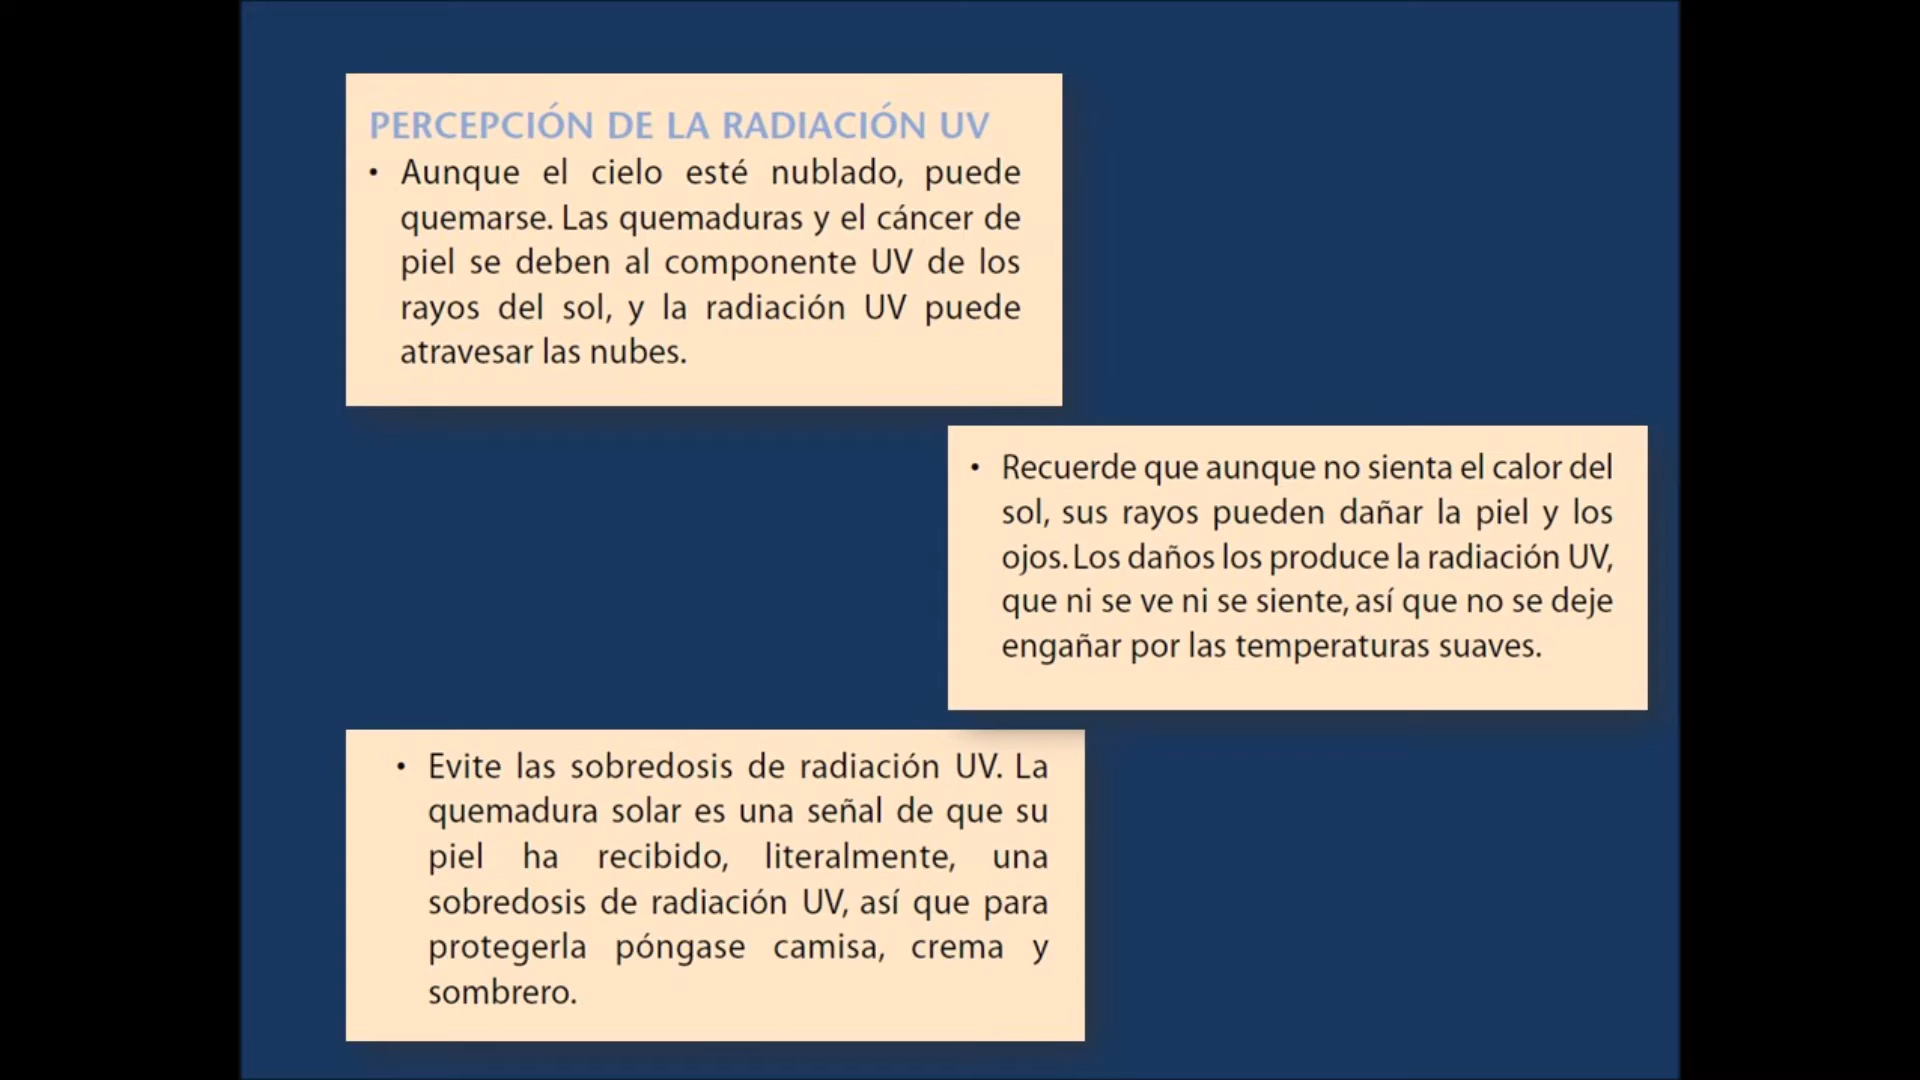 PERCEPCIÓN DE LA RADIACIÓN UV
• Aunque el cielo esté nublado, puede
quemarse. Las quemaduras y el cáncer de
piel se deben al componente UV de los
rayos del sol, y la radiación UV puede
atravesar las nubes.
• Recuerde que aunque no sienta el calor del
sol, sus rayos pueden dañar la piel y los
ojos. Los daños los produce la radiación UV,
que ni se ve ni se siente, así que no se deje
engañar por las temperaturas suaves.
• Evite las sobredosis de radiación UV. La
quemadura solar es una señal de que su
piel ha recibido, literalmente, una
sobredosis de radiación UV, así que para
protegerla póngase camisa, crema y
sombrero.